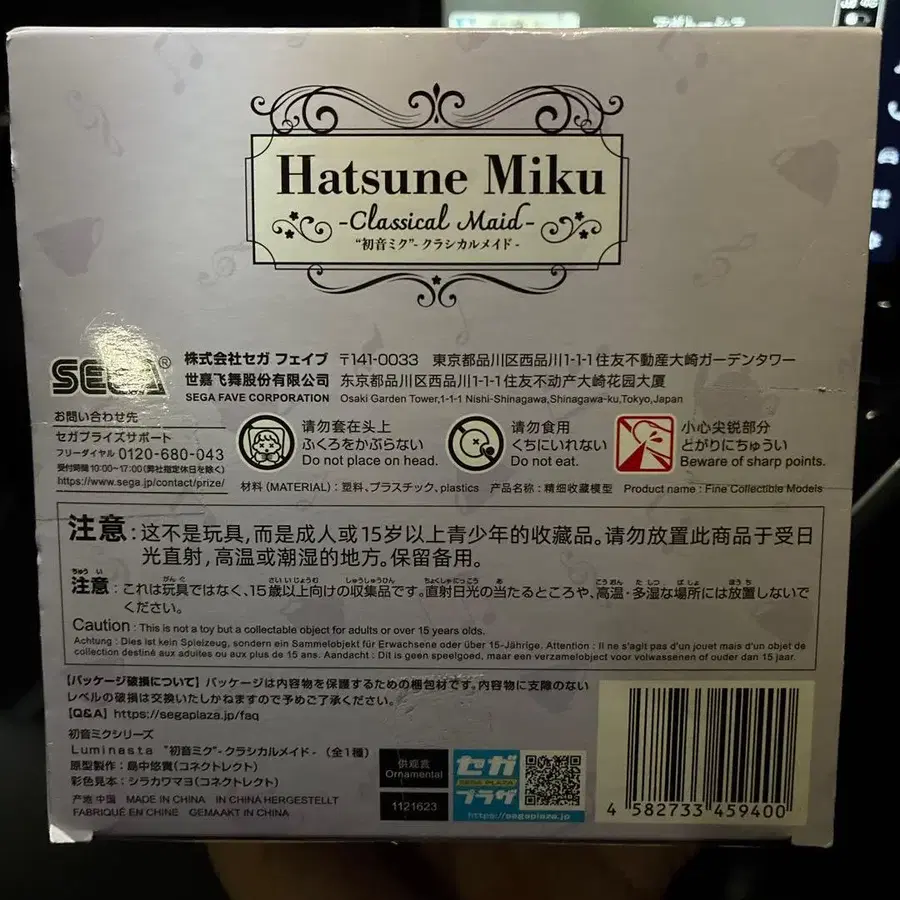 Hatsune Miku
-Classical Maid-
"初音ミク"-クラシカルメイド-
SEGA®
株式会社セガ フェイブ 〒141-0033 東京都品川区西品川1-1-1住友不動産大崎ガーデンタワー
世嘉飞舞股份有限公司 东京都品川区西品川1-1-1住友不动产大崎花园大厦
SEGA FAVE CORPORATION Osaki Garden Tower,1-1-1 Nishi-Shinagawa,Shinagawa-ku,Tokyo,Japan
お問い合わせ先
セガプライズサポート
フリーダイヤル 0120-680-043
受付時間 10:00~17:00(弊社指定休日を除く)
https://www.sega.jp/contact/prize/
请勿套在头上
ふくろをかぶらない
Do not place on head.
请勿食用
くちにいれない
Do not eat.
小心尖锐部分
とがりにちゅうい
Beware of sharp points.
材料(MATERIAL):塑料、プラスチック、plastics 产品名称:精细收藏模型 Product name:Fine Collectible Models
注意:这不是玩具,而是成人或15岁以上青少年的收藏品。请勿放置此商品于受日
光直射,高温或潮湿的地方。保留备用。
注意:これは玩具ではなく、15歳以上向けの収集品です。直射日光の当たるところや、高温・多湿な場所には放置しないで
ください。
Caution : This is not a toy but a collectable object for adults or over 15 years olds.
Achtung : Dies ist kein Spielzeug, sondern ein Sammelobjekt für Erwachsene oder über 15-Jährige. Attention : Il ne s'agit pas d'un jouet mais d'un objet de
collection destiné aux adultes ou aux plus de 15 ans. Aandacht : Dit is geen speelgoed, maar een verzamelobject voor volwassenen of ouder dan 15 jaar.
【パッケージ破損について】パッケージは内容物を保護するための梱包材です。内容物に支障のない
レベルの破損は交換いたしかねますので予めご了承ください。
【Q&A】https://segaplaza.jp/faq
初音ミクシリーズ
Luminasta "初音ミク"-クラシカルメイド-(全1種)
原型製作:島中悠貴(コネクトレクト)
彩色見本:シラカワマヨ(コネクトレクト)
产地 中国 MADE IN CHINA IN CHINA HERGESTELLT
FABRIQUÉ EN CHINE GEMAAKT IN CHINA
供观赏
Ornamental
1121623
セガ
プラザ
https://segaplaza.jp
4 582733 459400